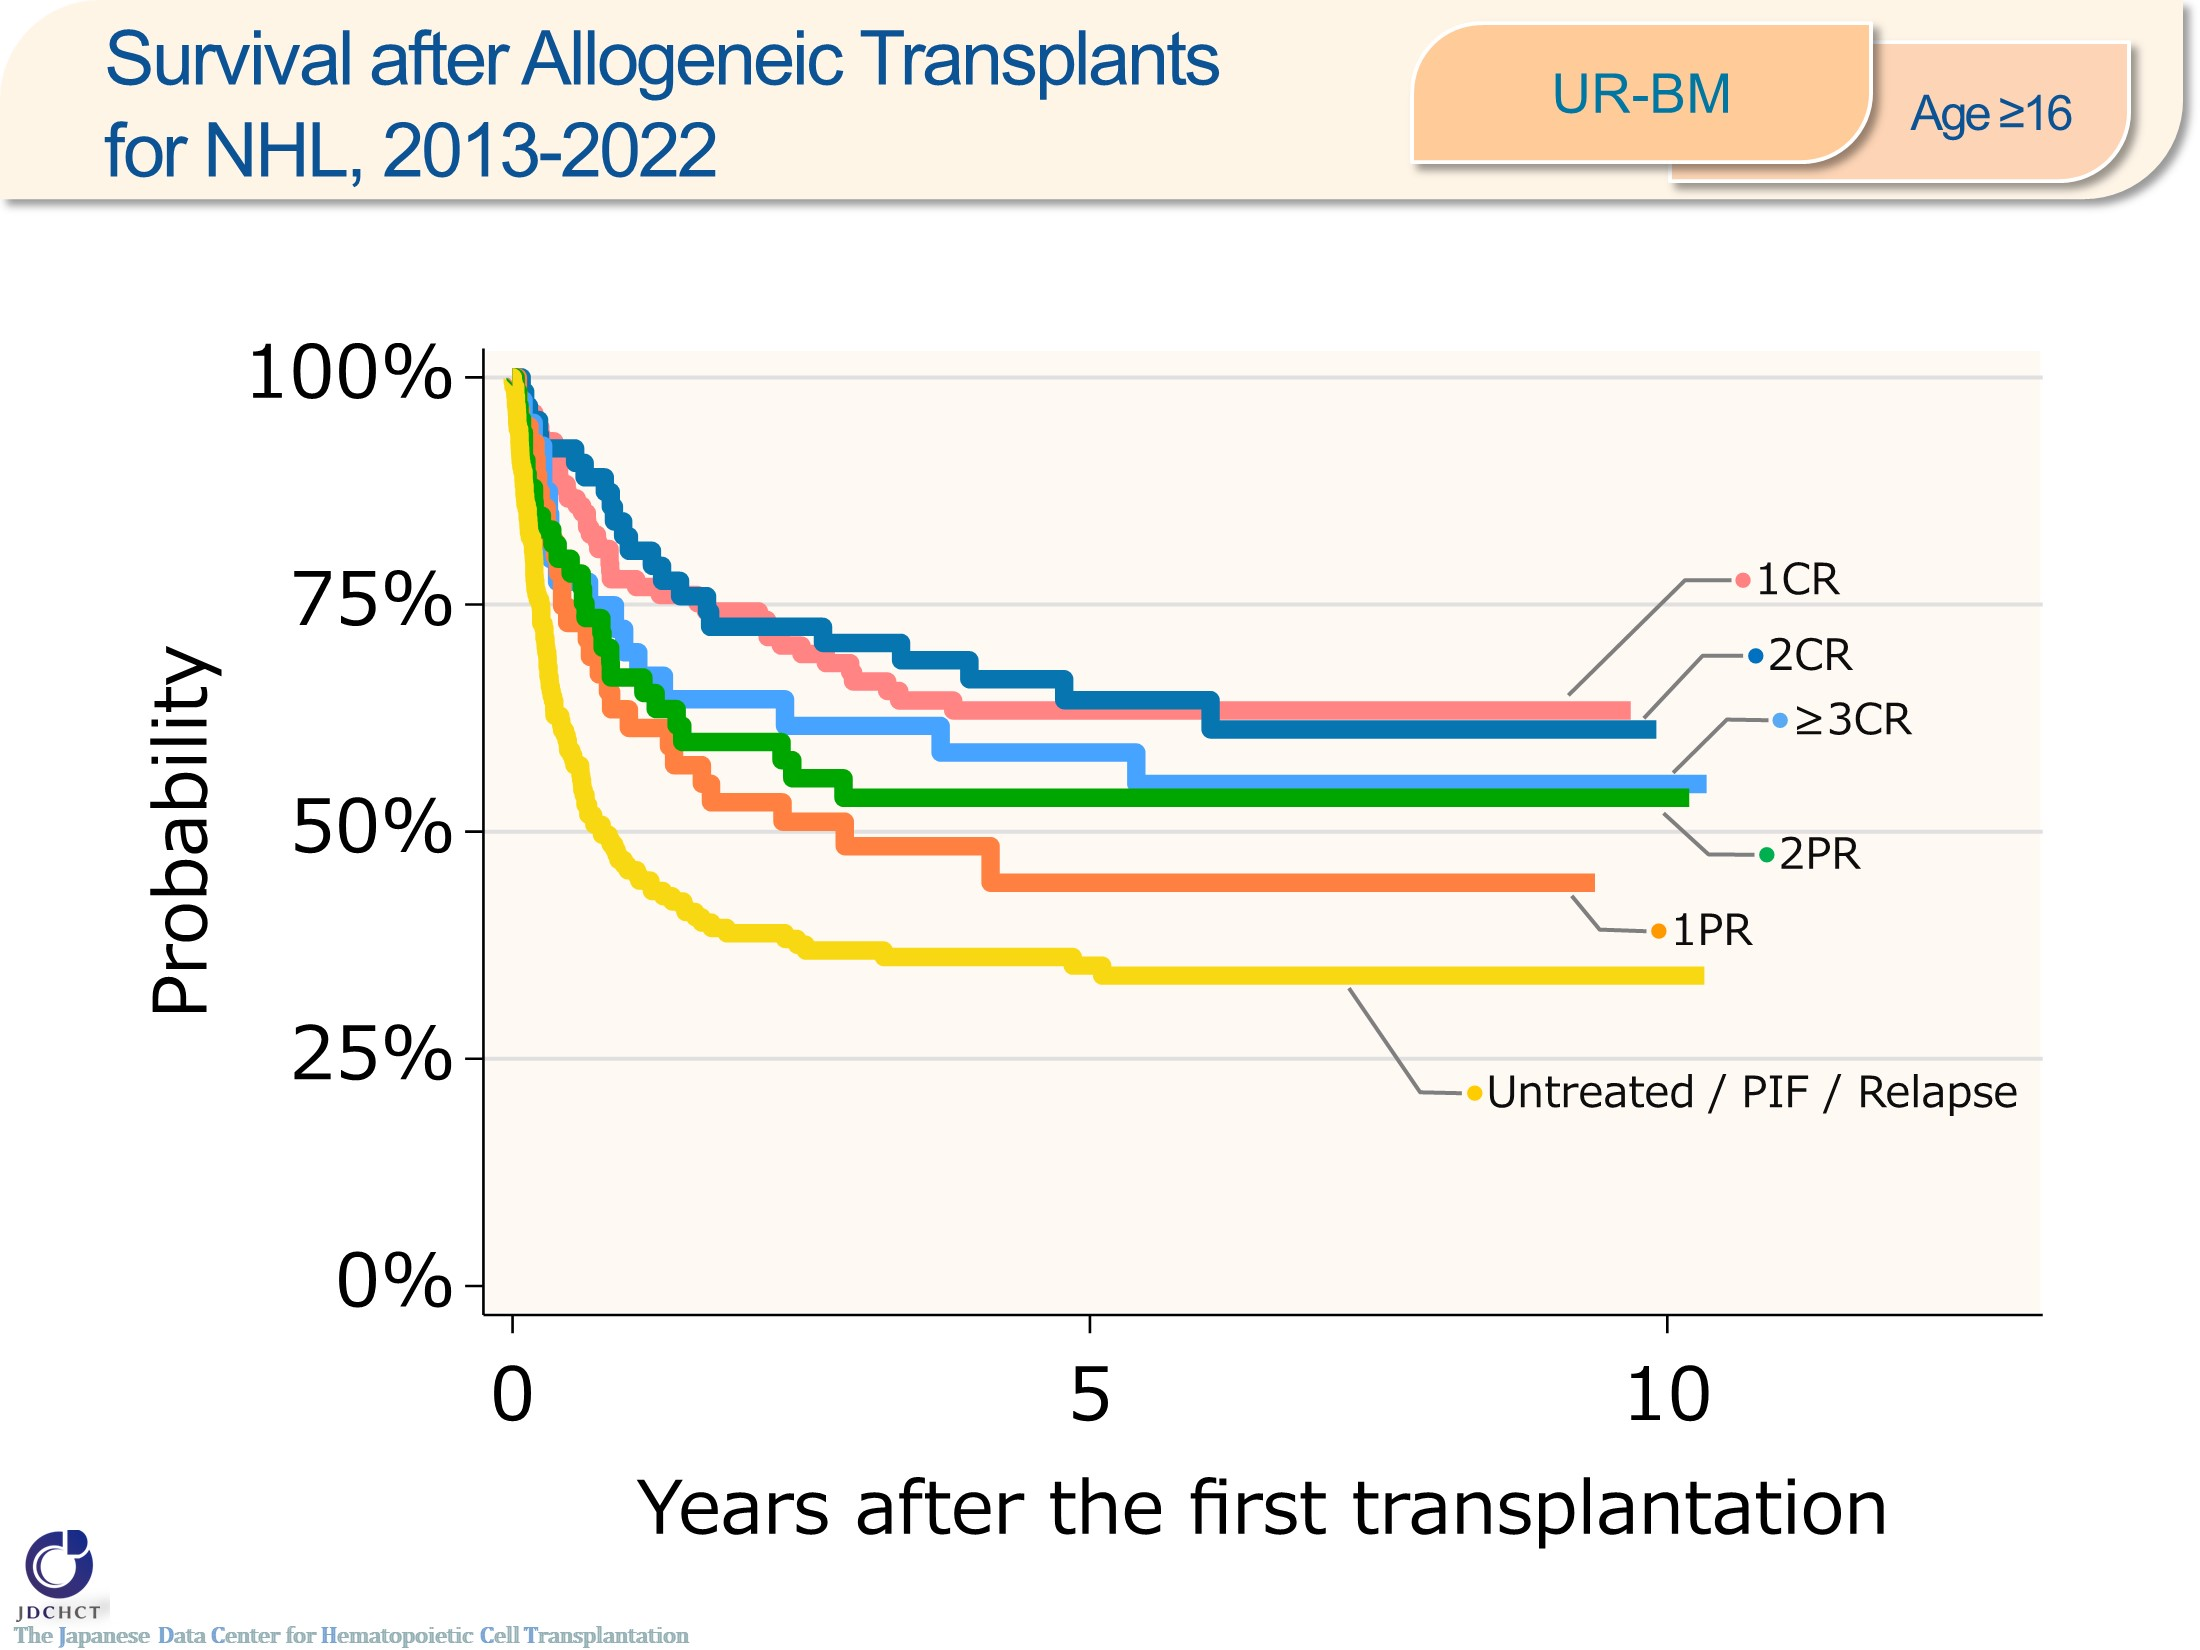 Survival after Allogeneic Transplants
for NHL, 2013-2022
UR-BM
Age ≥16
100%
75%
50%
25%
0%
Probability
1CR
2CR
≥3CR
2PR
1PR
Untreated / PIF / Relapse
0
5
10
Years after the first transplantation
JDCHCT
The Japanese Data Center for Hematopoietic Cell Transplantation